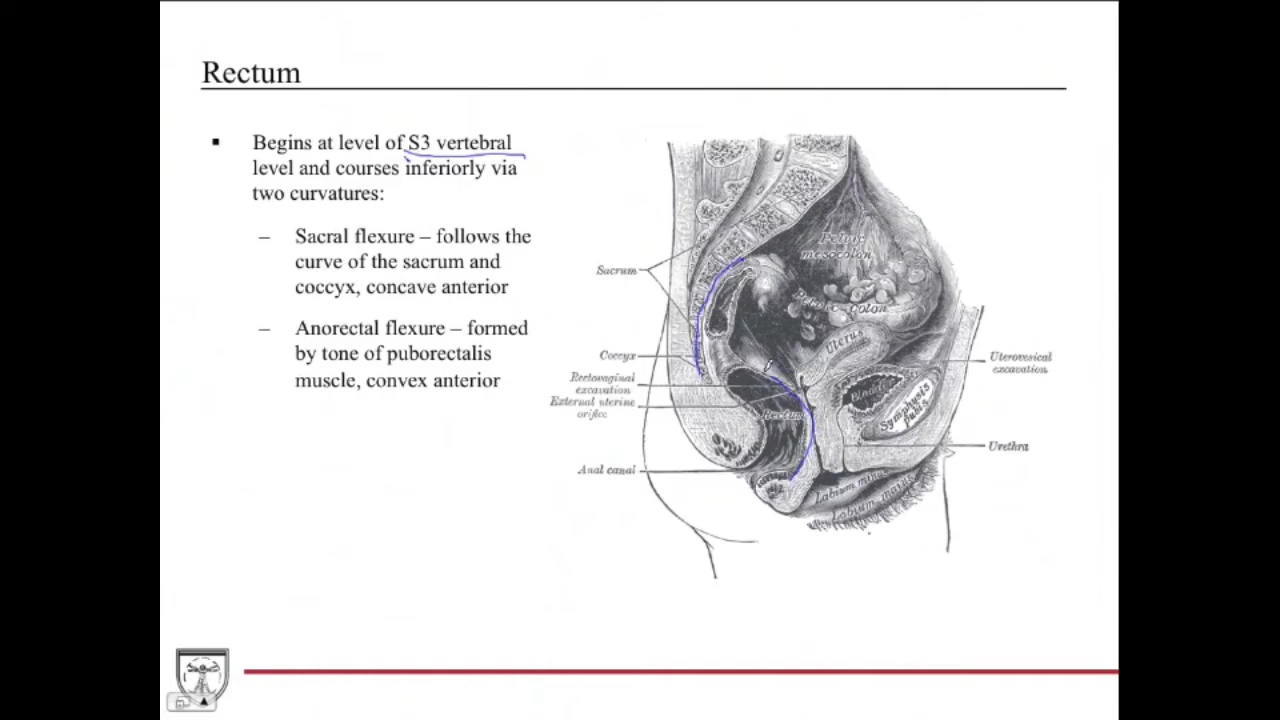 Rectum
▪ Begins at level of S3 vertebral
level and courses inferiorly via
two curvatures:
– Sacral flexure – follows the
curve of the sacrum and
coccyx, concave anterior
– Anorectal flexure – formed
by tone of puborectalis
muscle, convex anterior
Pelvic
mesocolon
Sacrum
Pelvic colon
Uterus
Coccyx
Uterovesical
excavation
Rectovaginal
excavation
External uterine
orifice
Bladder
Symphysis
pubis
Rectum
Urethra
Anal canal
Labium minus
Labium majus